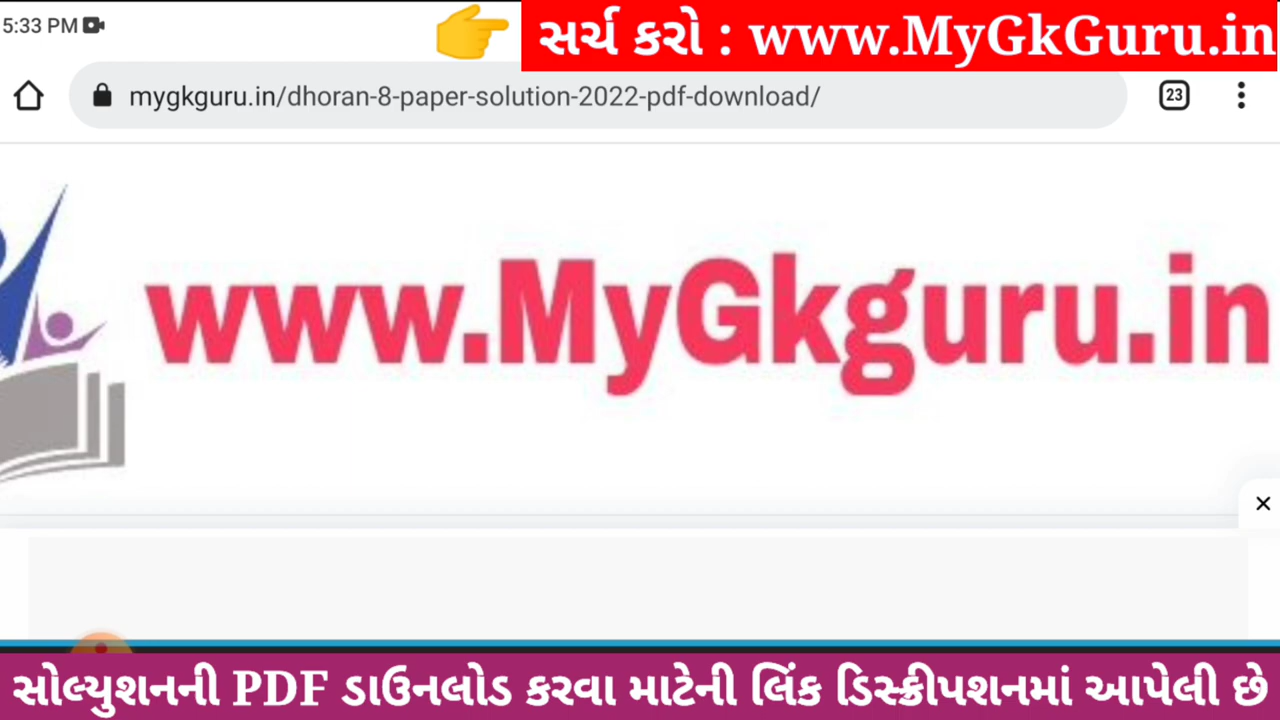 5:33 PM
સર્ચ કરો : www.MyGkGuru.in
mygkguru.in/dhoran-8-paper-solution-2022-pdf-download/
23
www.MyGkguru.in
સોલ્યુશનની PDF ડાઉનલોડ કરવા માટેની લિંક ડિસ્ક્રીપશનમાં આપેલી છે